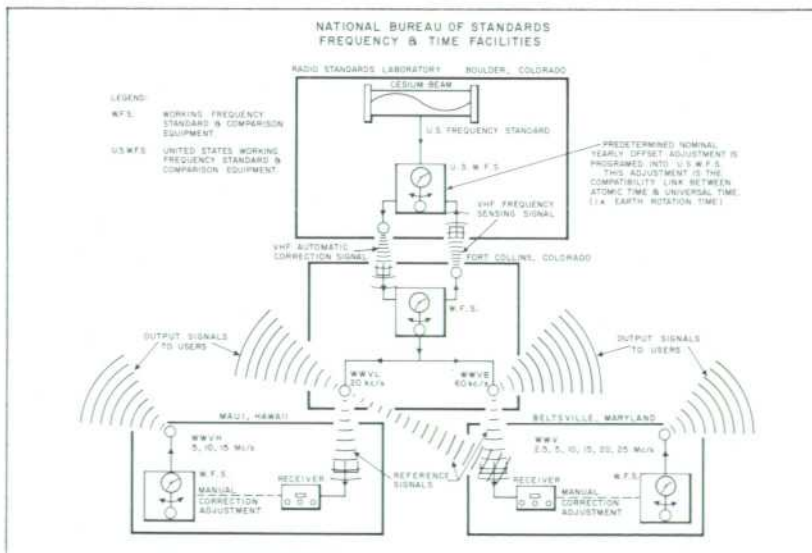 NATIONAL BUREAU OF STANDARDS
FREQUENCY & TIME FACILITIES
RADIO STANDARDS LABORATORY BOULDER, COLORADO
CESIUM BEAM
LEGEND:
W.F.S. WORKING FREQUENCY
STANDARD & COMPARISON
EQUIPMENT.
U.S.W.F.S. UNITED STATES WORKING
FREQUENCY STANDARD &
COMPARISON EQUIPMENT.
U.S. FREQUENCY STANDARD
U.S.W.F.S.
PREDETERMINED NOMINAL
YEARLY OFFSET ADJUSTMENT IS
PROGRAMED INTO U.S.W.F.S.
THIS ADJUSTMENT IS THE
COMPATIBILITY LINK BETWEEN
ATOMIC TIME & UNIVERSAL TIME.
(i.e. EARTH ROTATION TIME)
VHF FREQUENCY
SENSING SIGNAL
VHF AUTOMATIC
CORRECTION SIGNAL
FORT COLLINS, COLORADO
W.F.S.
OUTPUT SIGNALS
TO USERS
OUTPUT SIGNALS
TO USERS
WWVL
20 kc/s
WWVB
60 kc/s
MAUI, HAWAII
BELTSVILLE, MARYLAND
WWVH
5, 10, 15 Mc/s
WWV
2.5, 5, 10, 15, 20, 25 Mc/s
W.F.S.
RECEIVER
REFERENCE
SIGNALS
RECEIVER
W.F.S.
MANUAL
CORRECTION
ADJUSTMENT
MANUAL
CORRECTION
ADJUSTMENT